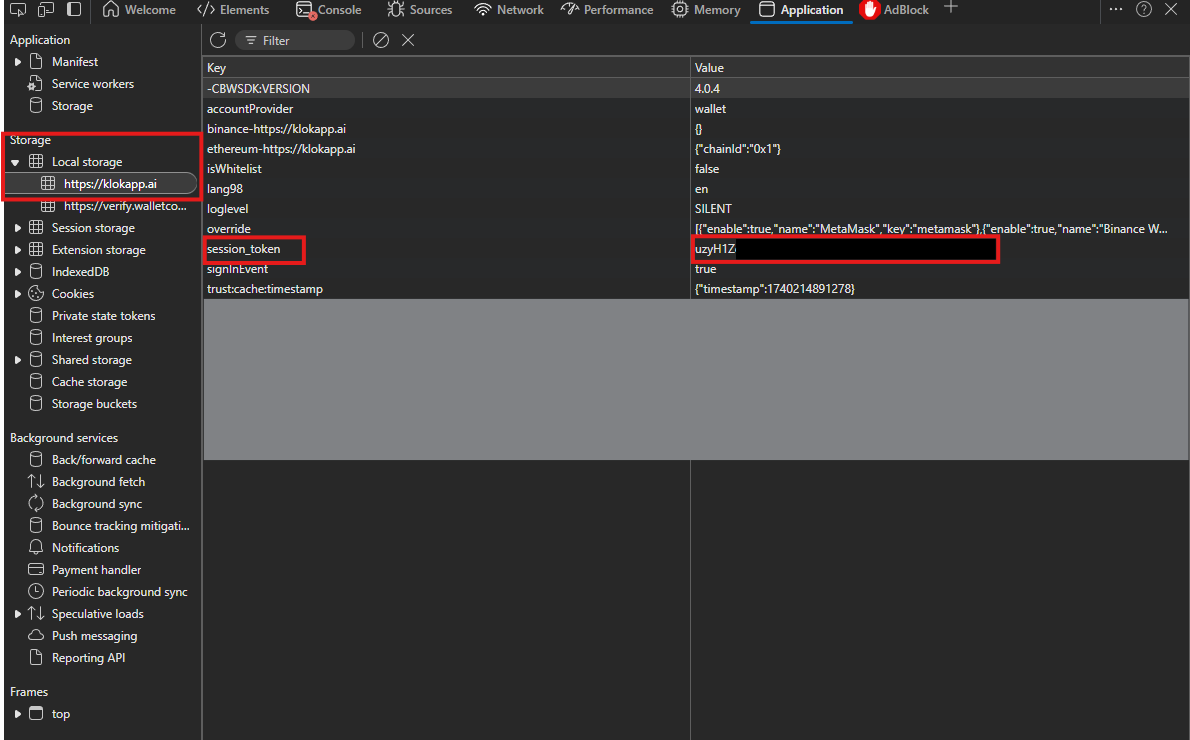 Welcome Elements Console Sources Network Performance Memory Application AdBlock
Application
Manifest
Service workers
Storage
Storage
Local storage
https://klokapp.ai
https://verify.walletco...
Session storage
Extension storage
IndexedDB
Cookies
Private state tokens
Interest groups
Shared storage
Cache storage
Storage buckets
Background services
Back/forward cache
Background fetch
Background sync
Bounce tracking mitigati...
Notifications
Payment handler
Periodic background sync
Speculative loads
Push messaging
Reporting API
Frames
top
Filter
Key Value
-CBWSDK:VERSION 4.0.4
accountProvider wallet
binance-https://klokapp.ai {}
ethereum-https://klokapp.ai {"chainId":"0x1"}
isWhitelist false
lang98 en
loglevel SILENT
override [{"enable":true,"name":"MetaMask","key":"metamask"},{"enable":true,"name":"Binance W...
session_token uzyH1Z
signInEvent true
trust:cache:timestamp {"timestamp":1740214891278}